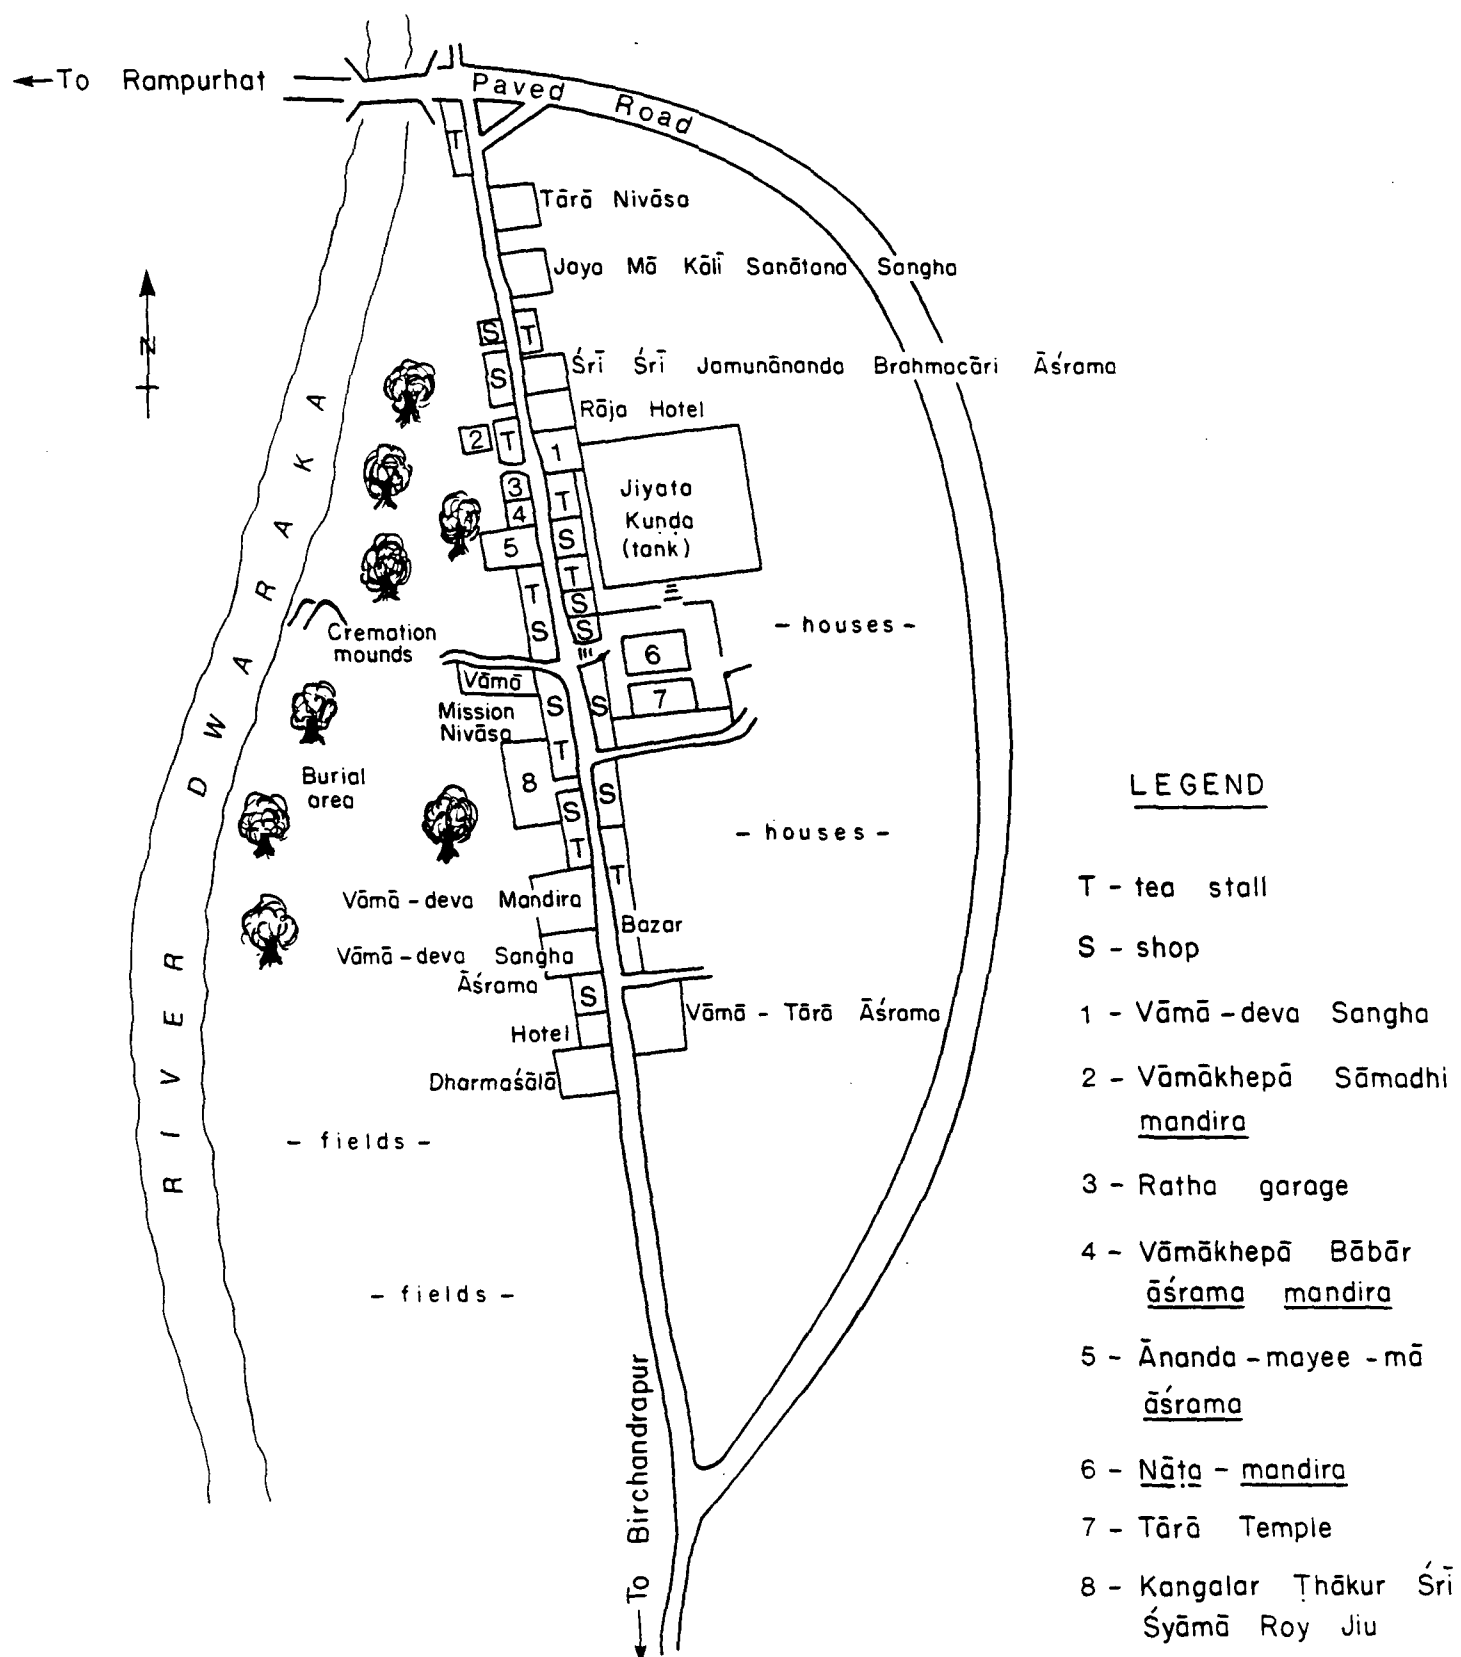 To Rampurhat
Paved Road
T
Tārā Nivāsa
Jaya Mā Kālī Sanātana Sangha
N
S T
S
Śrī Śrī Jamunānanda Brahmacāri Āśrama
Rāja Hotel
2 T 1
3 T
4
5 S
Jiyata
Kuṇḍa
(tank)
T T
S
S S
Cremation
mounds
- houses -
6
Vāmā
Mission
Nivāsa
S S 7
T
8
Burial
area
S S
T
- houses -
T
Vāmā-deva Mandira
Bazar
Vāmā-deva Sangha
Āśrama
S
Vāmā - Tārā Āśrama
Hotel
Dharmaśālā
- fields -
- fields -
RIVER DWARAKA
To Birchandrapur
LEGEND
T - tea stall
S - shop
1 - Vāmā-deva Sangha
2 - Vāmākhepā Sāmadhi
mandira
3 - Ratha garage
4 - Vāmākhepā Bābār
āśrama mandira
5 - Ānanda-mayee-mā
āśrama
6 - Nāṭa-mandira
7 - Tārā Temple
8 - Kangalar Ṭhākur Śrī
Śyāmā Roy Jiu